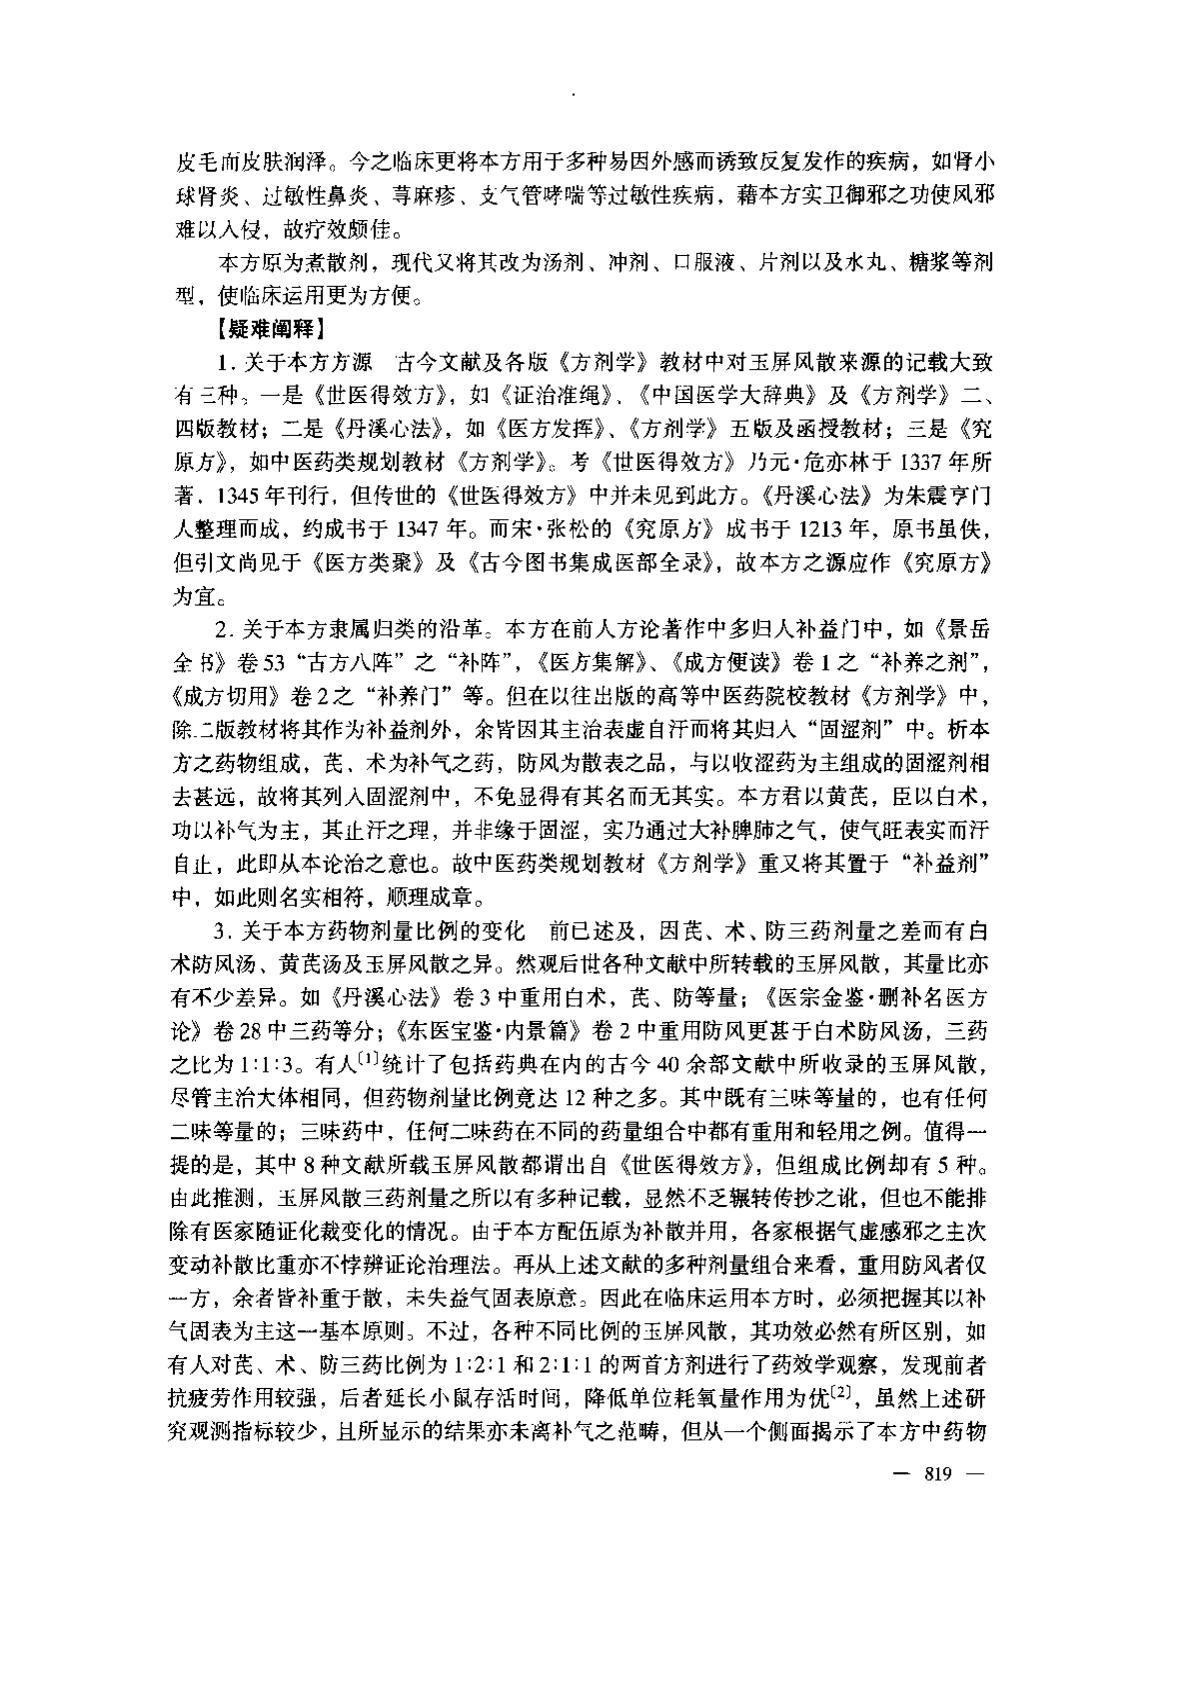 皮毛而皮肤润泽。今之临床更将本方用于多种易因外感而诱致反复发作的疾病，如肾小
球肾炎、过敏性鼻炎、荨麻疹、支气管哮喘等过敏性疾病，藉本方实卫御邪之功使风邪
难以入侵，故疗效颇佳。
本方原为煮散剂，现代又将其改为汤剂、冲剂、口服液、片剂以及水丸、糖浆等剂
型，使临床运用更为方便。
【疑难阐释】
1. 关于本方方源　古今文献及各版《方剂学》教材中对玉屏风散来源的记载大致
有三种。一是《世医得效方》，如《证治准绳》、《中国医学大辞典》及《方剂学》二、
四版教材；二是《丹溪心法》，如《医方发挥》、《方剂学》五版及函授教材；三是《究
原方》，如中医药类规划教材《方剂学》。考《世医得效方》乃元·危亦林于 1337 年所
著，1345 年刊行，但传世的《世医得效方》中并未见到此方。《丹溪心法》为朱震亨门
人整理而成，约成书于 1347 年。而宋·张松的《究原方》成书于 1213 年，原书虽佚，
但引文尚见于《医方类聚》及《古今图书集成医部全录》，故本方之源应作《究原方》
为宜。
2. 关于本方隶属归类的沿革。本方在前人方论著作中多归入补益门中，如《景岳
全书》卷 53“古方八阵”之“补阵”，《医方集解》、《成方便读》卷 1 之“补养之剂”，
《成方切用》卷 2 之“补养门”等。但在以往出版的高等中医药院校教材《方剂学》中，
除二版教材将其作为补益剂外，余皆因其主治表虚自汗而将其归入“固涩剂”中。析本
方之药物组成，芪、术为补气之药，防风为散表之品，与以收涩药为主组成的固涩剂相
去甚远，故将其列入固涩剂中，不免显得有其名而无其实。本方君以黄芪，臣以白术，
功以补气为主，其止汗之理，并非缘于固涩，实乃通过大补脾肺之气，使气旺表实而汗
自止，此即从本论治之意也。故中医药类规划教材《方剂学》重又将其置于“补益剂”
中，如此则名实相符，顺理成章。
3. 关于本方药物剂量比例的变化　前已述及，因芪、术、防三药剂量之差而有白
术防风汤、黄芪汤及玉屏风散之异。然观后世各种文献中所转载的玉屏风散，其量比亦
有不少差异。如《丹溪心法》卷 3 中重用白术，芪、防等量；《医宗金鉴·删补名医方
论》卷 28 中三药等分；《东医宝鉴·内景篇》卷 2 中重用防风更甚于白术防风汤，三药
之比为 1∶1∶3。有人〔1〕统计了包括药典在内的古今 40 余部文献中所收录的玉屏风散，
尽管主治大体相同，但药物剂量比例竟达 12 种之多。其中既有三味等量的，也有任何
二味等量的；三味药中，任何二味药在不同的药量组合中都有重用和轻用之例。值得一
提的是，其中 8 种文献所载玉屏风散都谓出自《世医得效方》，但组成比例却有 5 种。
由此推测，玉屏风散三药剂量之所以有多种记载，显然不乏辗转传抄之讹，但也不能排
除有医家随证化裁变化的情况。由于本方配伍原为补散并用，各家根据气虚感邪之主次
变动补散比重亦不悖辨证论治理法。再从上述文献的多种剂量组合来看，重用防风者仅
一方，余者皆补重于散，未失益气固表原意。因此在临床运用本方时，必须把握其以补
气固表为主这一基本原则。不过，各种不同比例的玉屏风散，其功效必然有所区别，如
有人对芪、术、防三药比例为 1∶2∶1 和 2∶1∶1 的两首方剂进行了药效学观察，发现前者
抗疲劳作用较强，后者延长小鼠存活时间，降低单位耗氧量作用为优〔2〕，虽然上述研
究观测指标较少，且所显示的结果亦未离补气之范畴，但从一个侧面揭示了本方中药物
— 819 —